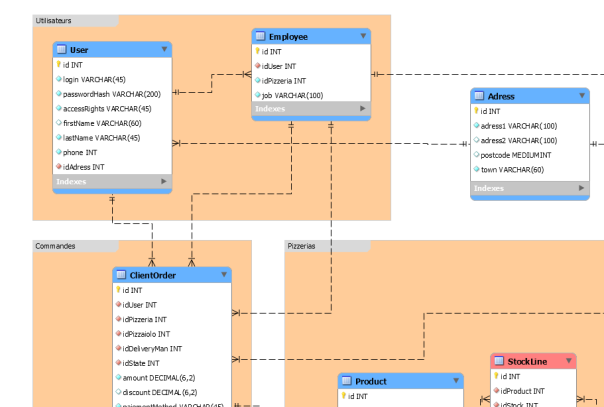 Utilisateurs
User
id INT
login VARCHAR(45)
passwordHash VARCHAR(200)
accessRights VARCHAR(45)
firstName VARCHAR(60)
lastName VARCHAR(45)
phone INT
idAdress INT
Indexes
Employee
id INT
idUser INT
idPizzeria INT
job VARCHAR(100)
Indexes
Adress
id INT
adress1 VARCHAR(100)
adress2 VARCHAR(100)
postcode MEDIUMINT
town VARCHAR(60)
Indexes
Commandes
ClientOrder
id INT
idUser INT
idPizzeria INT
idPizzaiolo INT
idDeliveryMan INT
idState INT
amount DECIMAL(6,2)
discount DECIMAL(6,2)
VARCHAR(45)
Pizzerias
Product
id INT
StockLine
id INT
idProduct INT
idStock INT